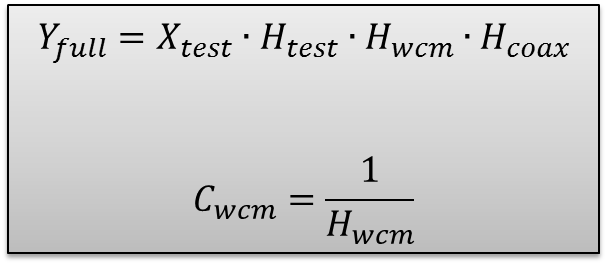 Y_full = X_test · H_test · H_wcm · H_coax
C_wcm = 1 / H_wcm